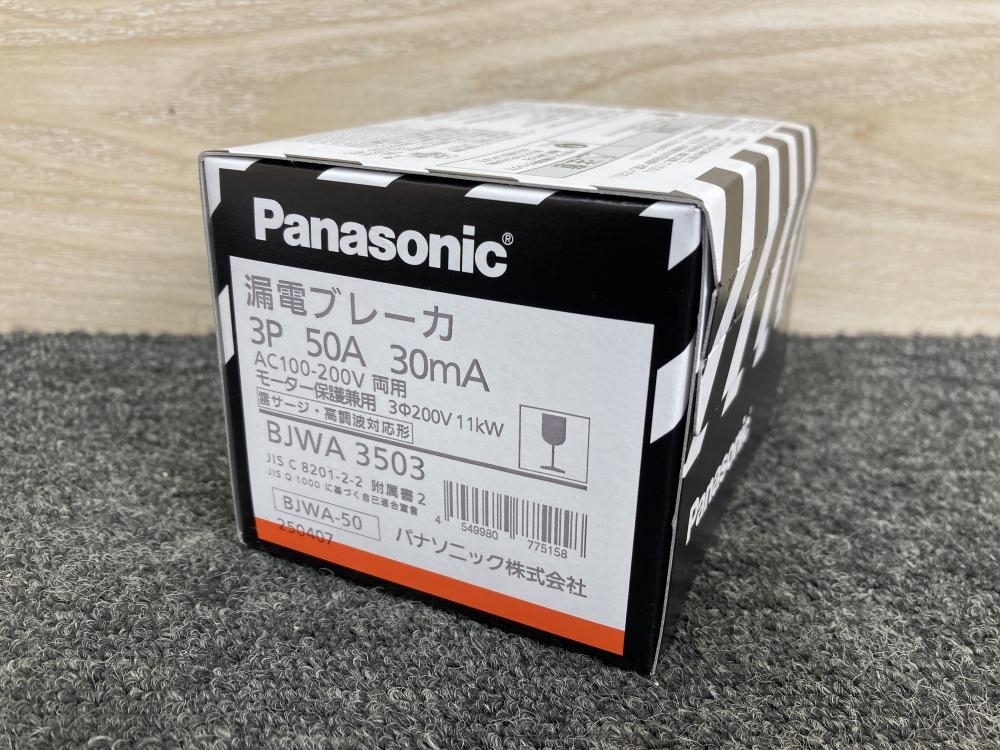 Panasonic®
漏電ブレーカ
3P 50A 30mA
AC100-200V 両用
モーター保護兼用 3Φ200V 11kW
雷サージ・高調波対応形
BJWA 3503
JIS C 8201-2-2 附属書2
JIS Q 1000 に基づく自己適合宣言
BJWA-50
250407
4 549980 775158
パナソニック株式会社
Panasonic